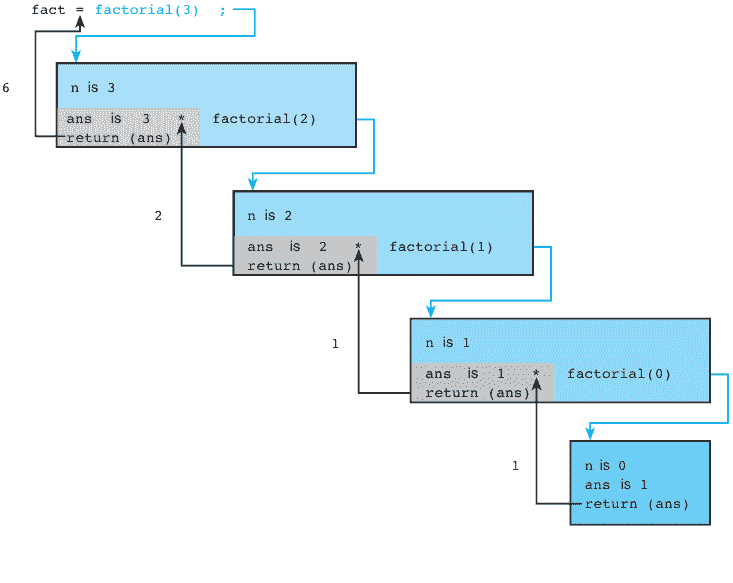 fact = factorial(3) ;
6
n is 3
ans is 3 * factorial(2)
return (ans)
2
n is 2
ans is 2 * factorial(1)
return (ans)
1
n is 1
ans is 1 * factorial(0)
return (ans)
1
n is 0
ans is 1
return (ans)